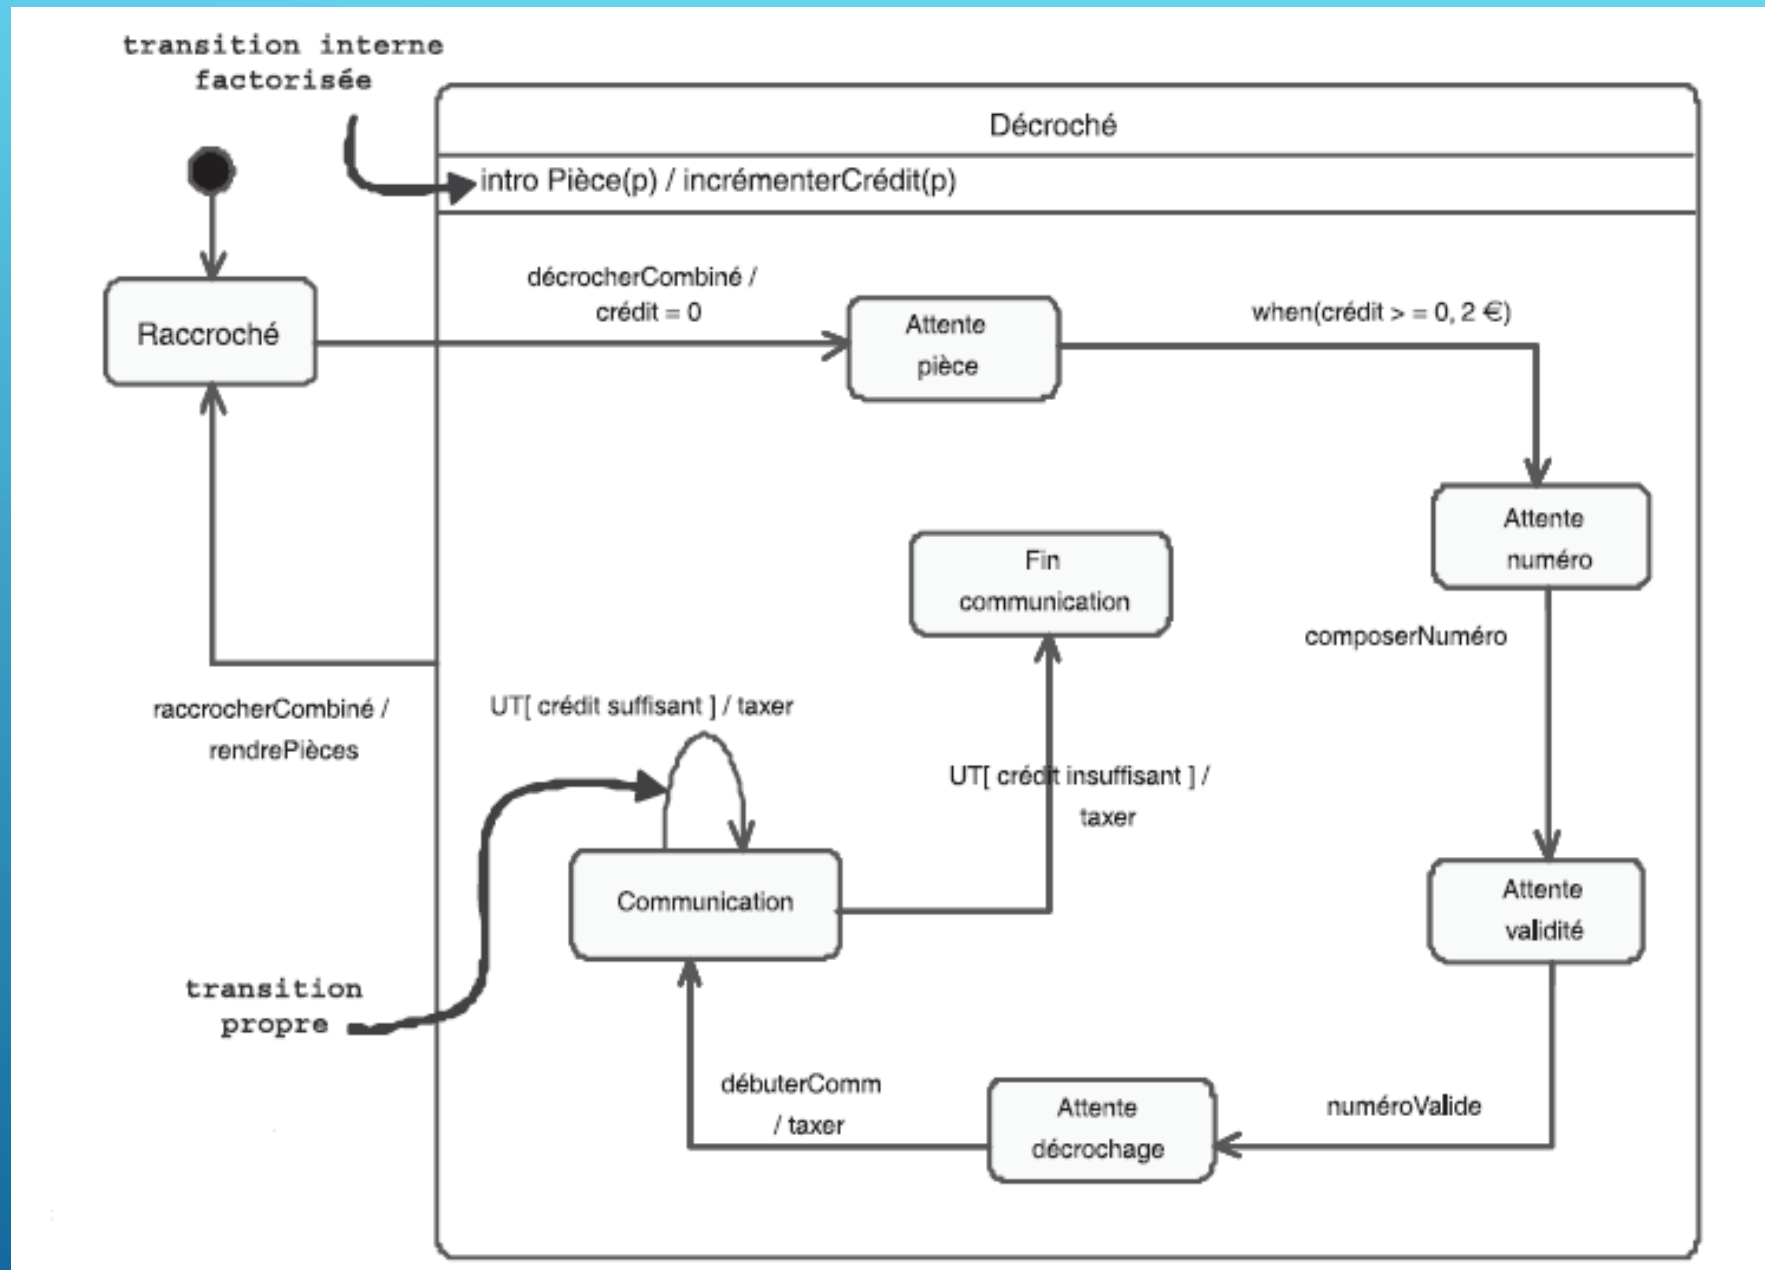 transition interne
factorisée
Décroché
intro Pièce(p) / incrémenterCrédit(p)
décrocherCombiné /
crédit = 0
Raccroché
Attente
pièce
when(crédit > = 0, 2 €)
Attente
numéro
Fin
communication
composerNuméro
raccrocherCombiné /
rendrePièces
UT[ crédit suffisant ] / taxer
UT[ crédit insuffisant ] /
taxer
Communication
Attente
validité
transition
propre
débuterComm
/ taxer
Attente
décrochage
numéroValide